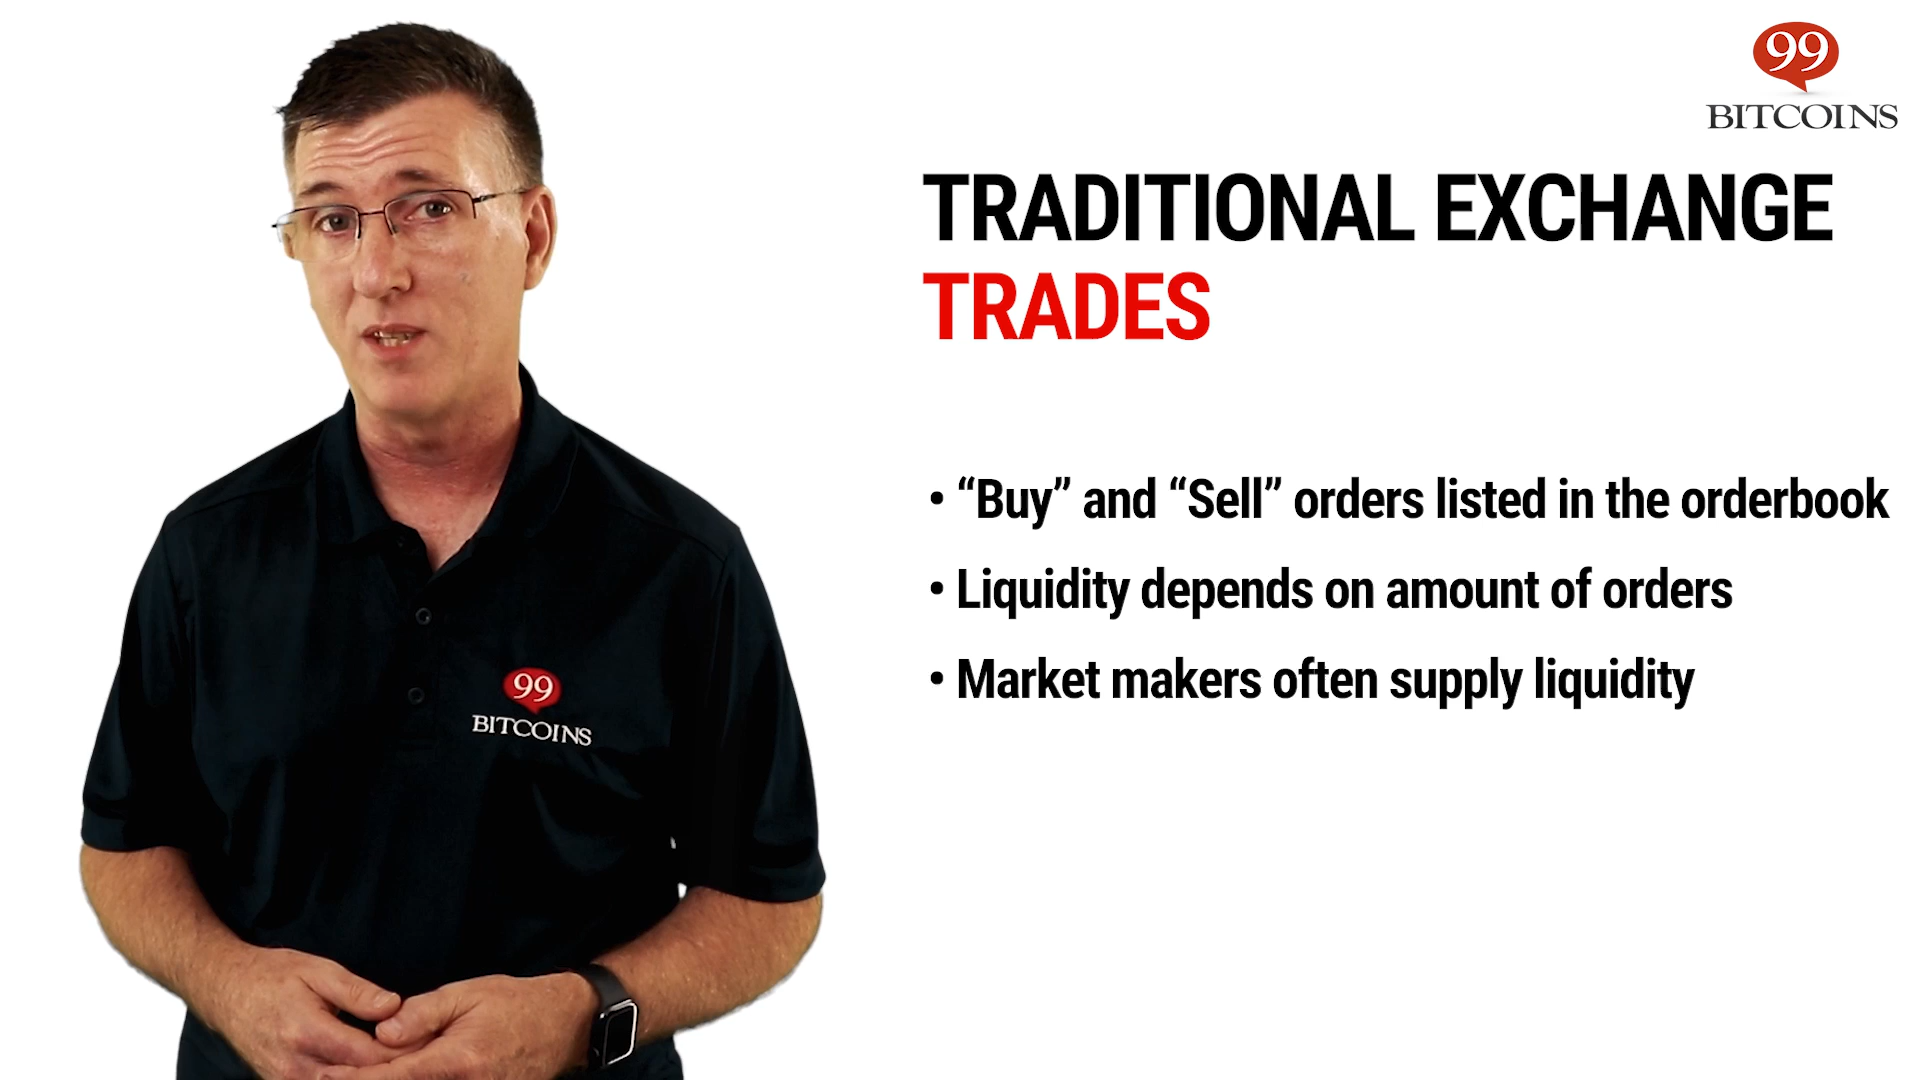 99
BITCOINS
TRADITIONAL EXCHANGE
TRADES
• “Buy” and “Sell” orders listed in the orderbook
• Liquidity depends on amount of orders
• Market makers often supply liquidity
99
BITCOINS